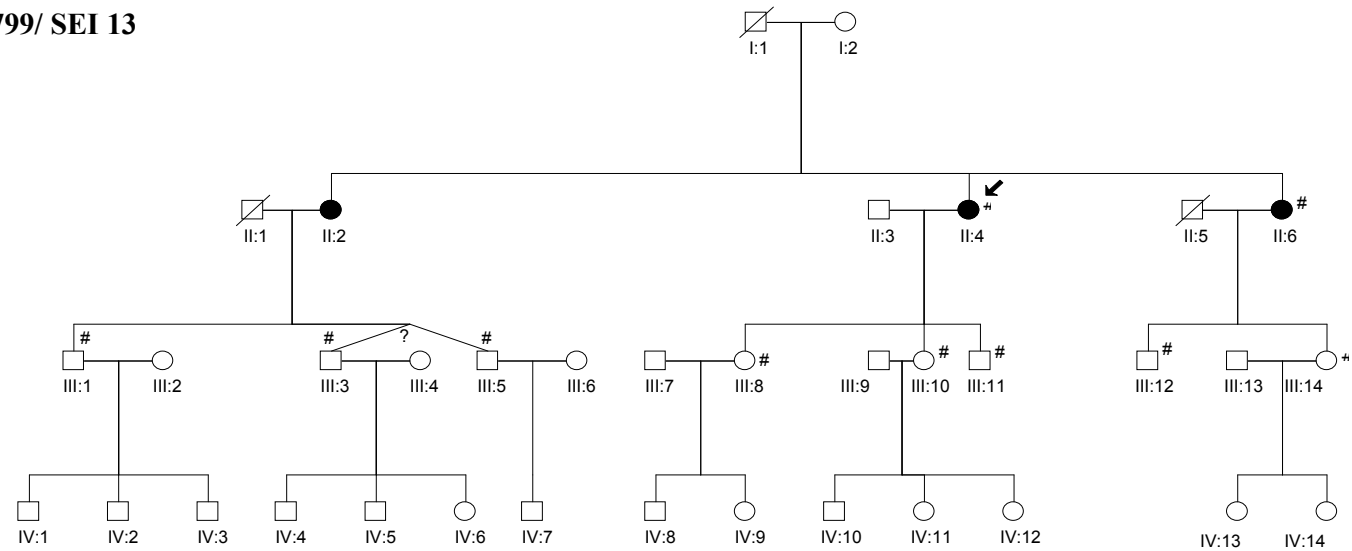 799/ SEI 13
I:1 I:2
#
#
II:1 II:2 II:3 II:4 II:5 II:6
# # ? #
# # # # #
III:1 III:2 III:3 III:4 III:5 III:6 III:7 III:8 III:9 III:10 III:11 III:12 III:13 III:14
IV:1 IV:2 IV:3 IV:4 IV:5 IV:6 IV:7 IV:8 IV:9 IV:10 IV:11 IV:12 IV:13 IV:14